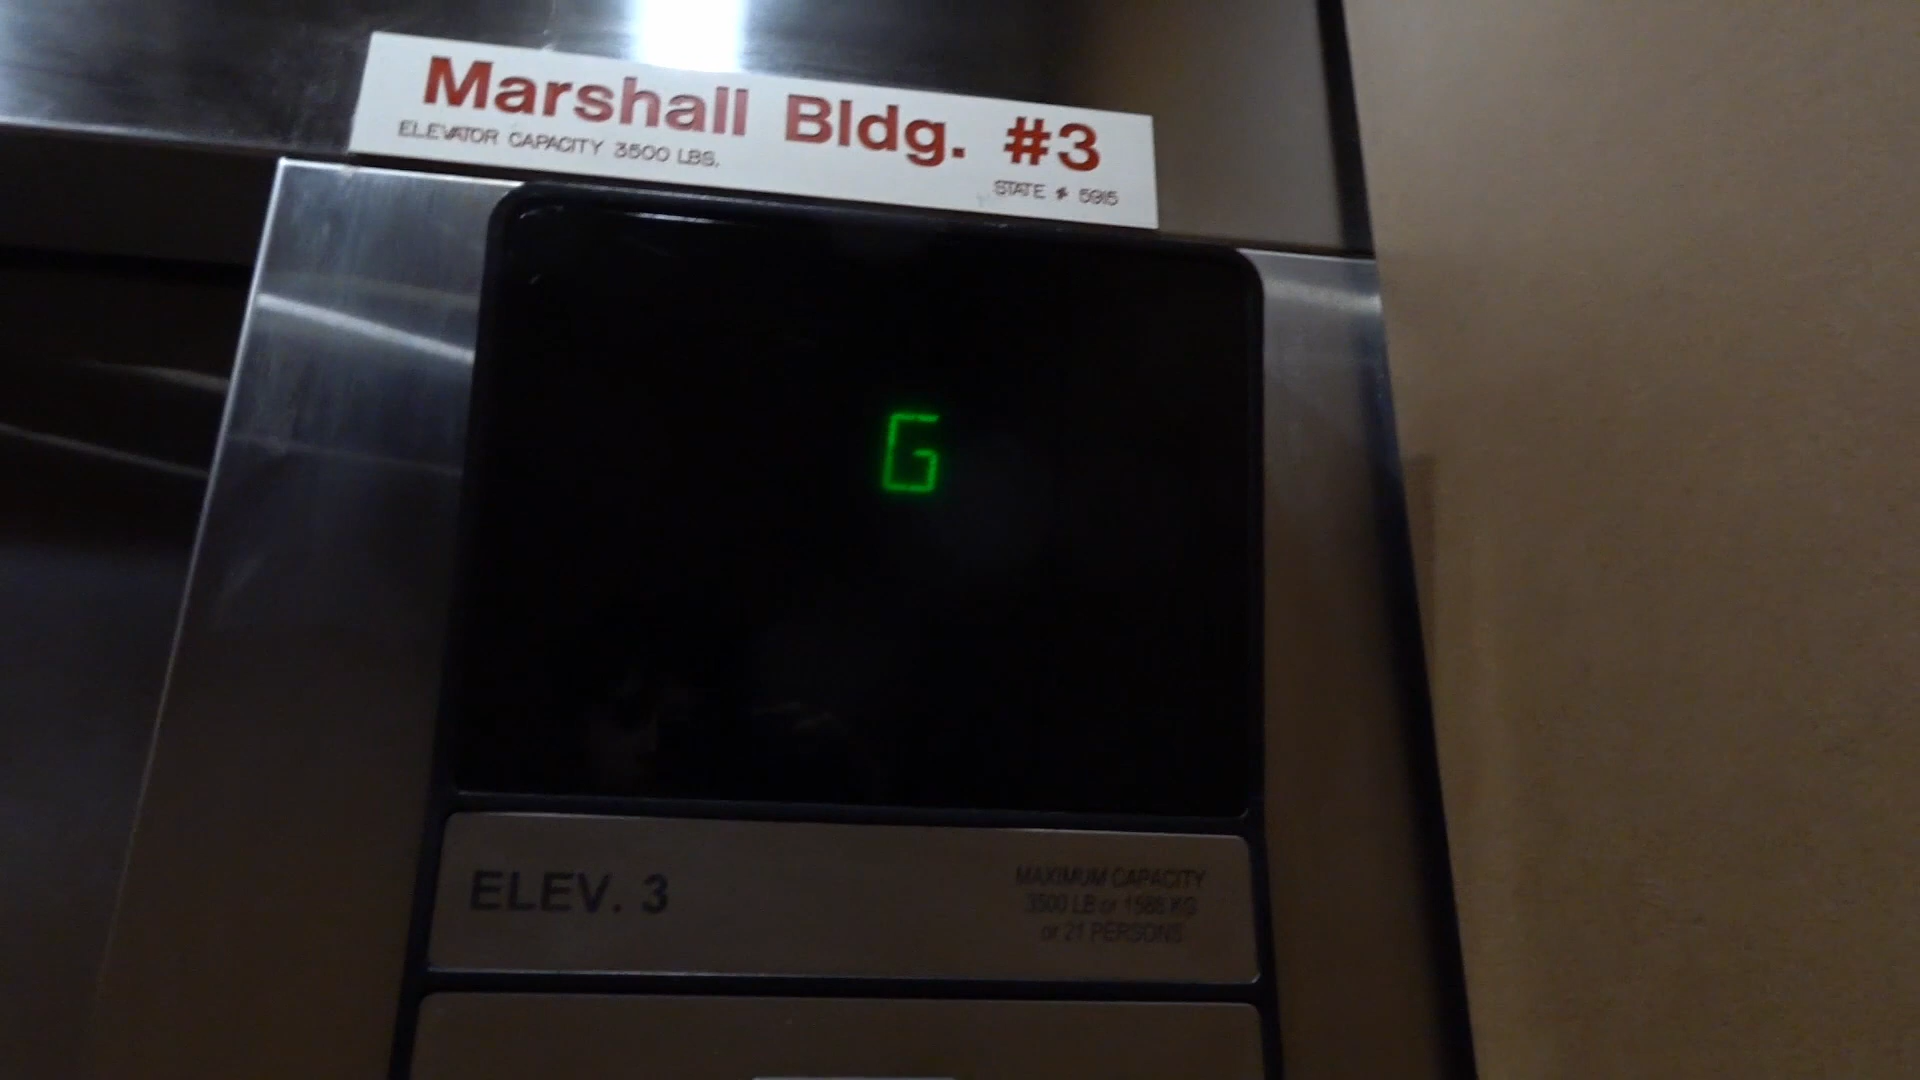 Marshall Bldg. #3
ELEVATOR CAPACITY 3500 LBS.
STATE # 5915
G
ELEV. 3
MAXIMUM CAPACITY
3500 LB or 1588 KG
or 21 PERSONS